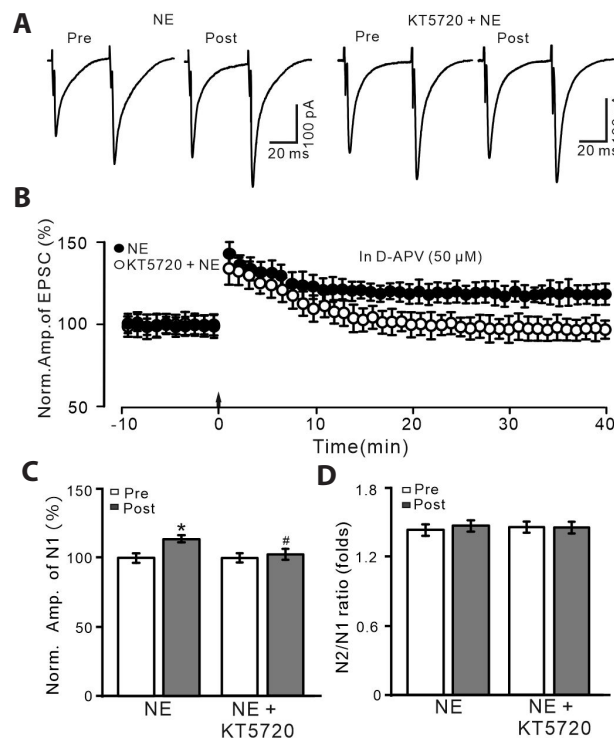 A
NE
KT5720 + NE
Pre
Post
Pre
Post
100 pA
20 ms
20 ms
B
Norm.Amp.of EPSC (%)
150
100
50
NE
KT5720 + NE
In D-APV (50 µM)
-10
0
10
20
30
40
Time(min)
C
Norm. Amp. of N1 (%)
150
100
50
0
Pre
Post
*
#
NE
NE +
KT5720
D
N2/N1 ratio (folds)
1.8
1.2
0.6
0
Pre
Post
NE
NE +
KT5720